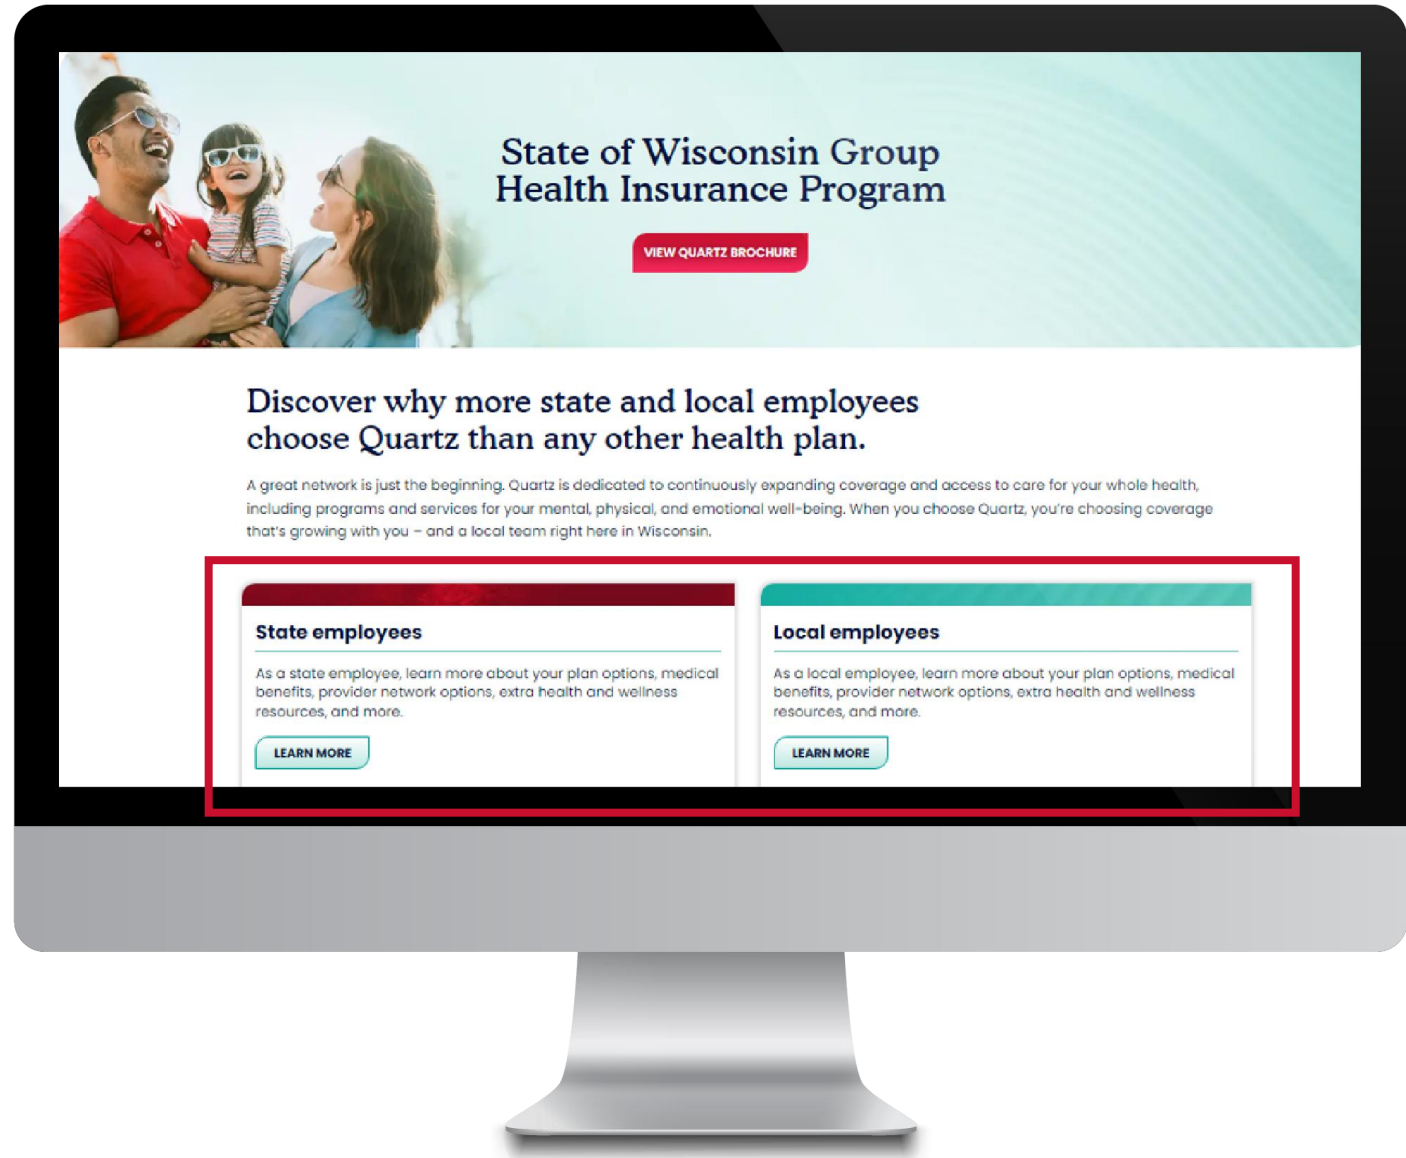 State of Wisconsin Group
Health Insurance Program
VIEW QUARTZ BROCHURE
Discover why more state and local employees
choose Quartz than any other health plan.
A great network is just the beginning. Quartz is dedicated to continuously expanding coverage and access to care for your whole health,
including programs and services for your mental, physical, and emotional well-being. When you choose Quartz, you're choosing coverage
that's growing with you – and a local team right here in Wisconsin.
State employees
As a state employee, learn more about your plan options, medical
benefits, provider network options, extra health and wellness
resources, and more.
LEARN MORE
Local employees
As a local employee, learn more about your plan options, medical
benefits, provider network options, extra health and wellness
resources, and more.
LEARN MORE